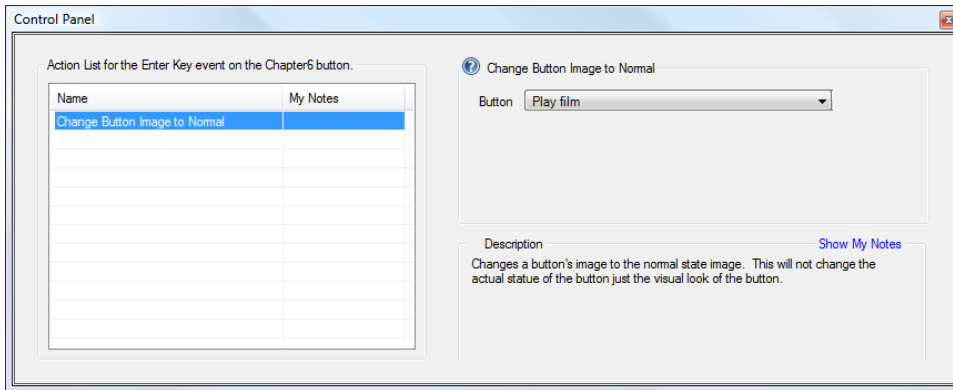 Control Panel
Action List for the Enter Key event on the Chapter6 button.
Name My Notes
Change Button Image to Normal
Change Button Image to Normal
Button Play film
Description Show My Notes
Changes a button's image to the normal state image. This will not change the
actual statue of the button just the visual look of the button.